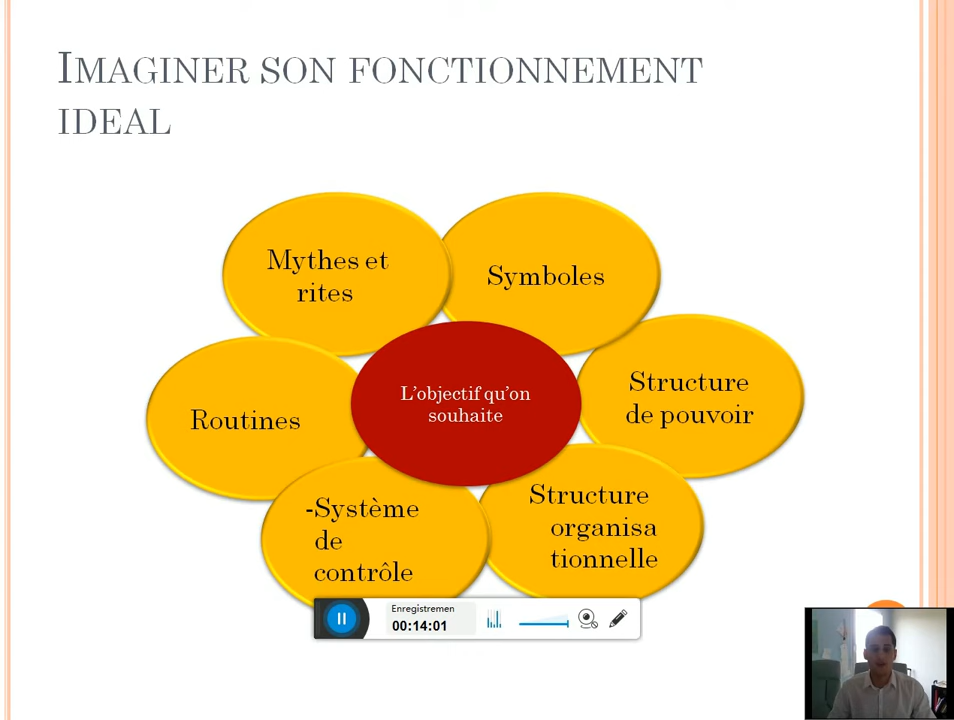 IMAGINER SON FONCTIONNEMENT
IDEAL
Mythes et
rites
Symboles
Structure
de pouvoir
L'objectif qu'on
souhaite
Routines
Structure
organisa
tionnelle
-Système
de
contrôle
Enregistremen
00:14:01